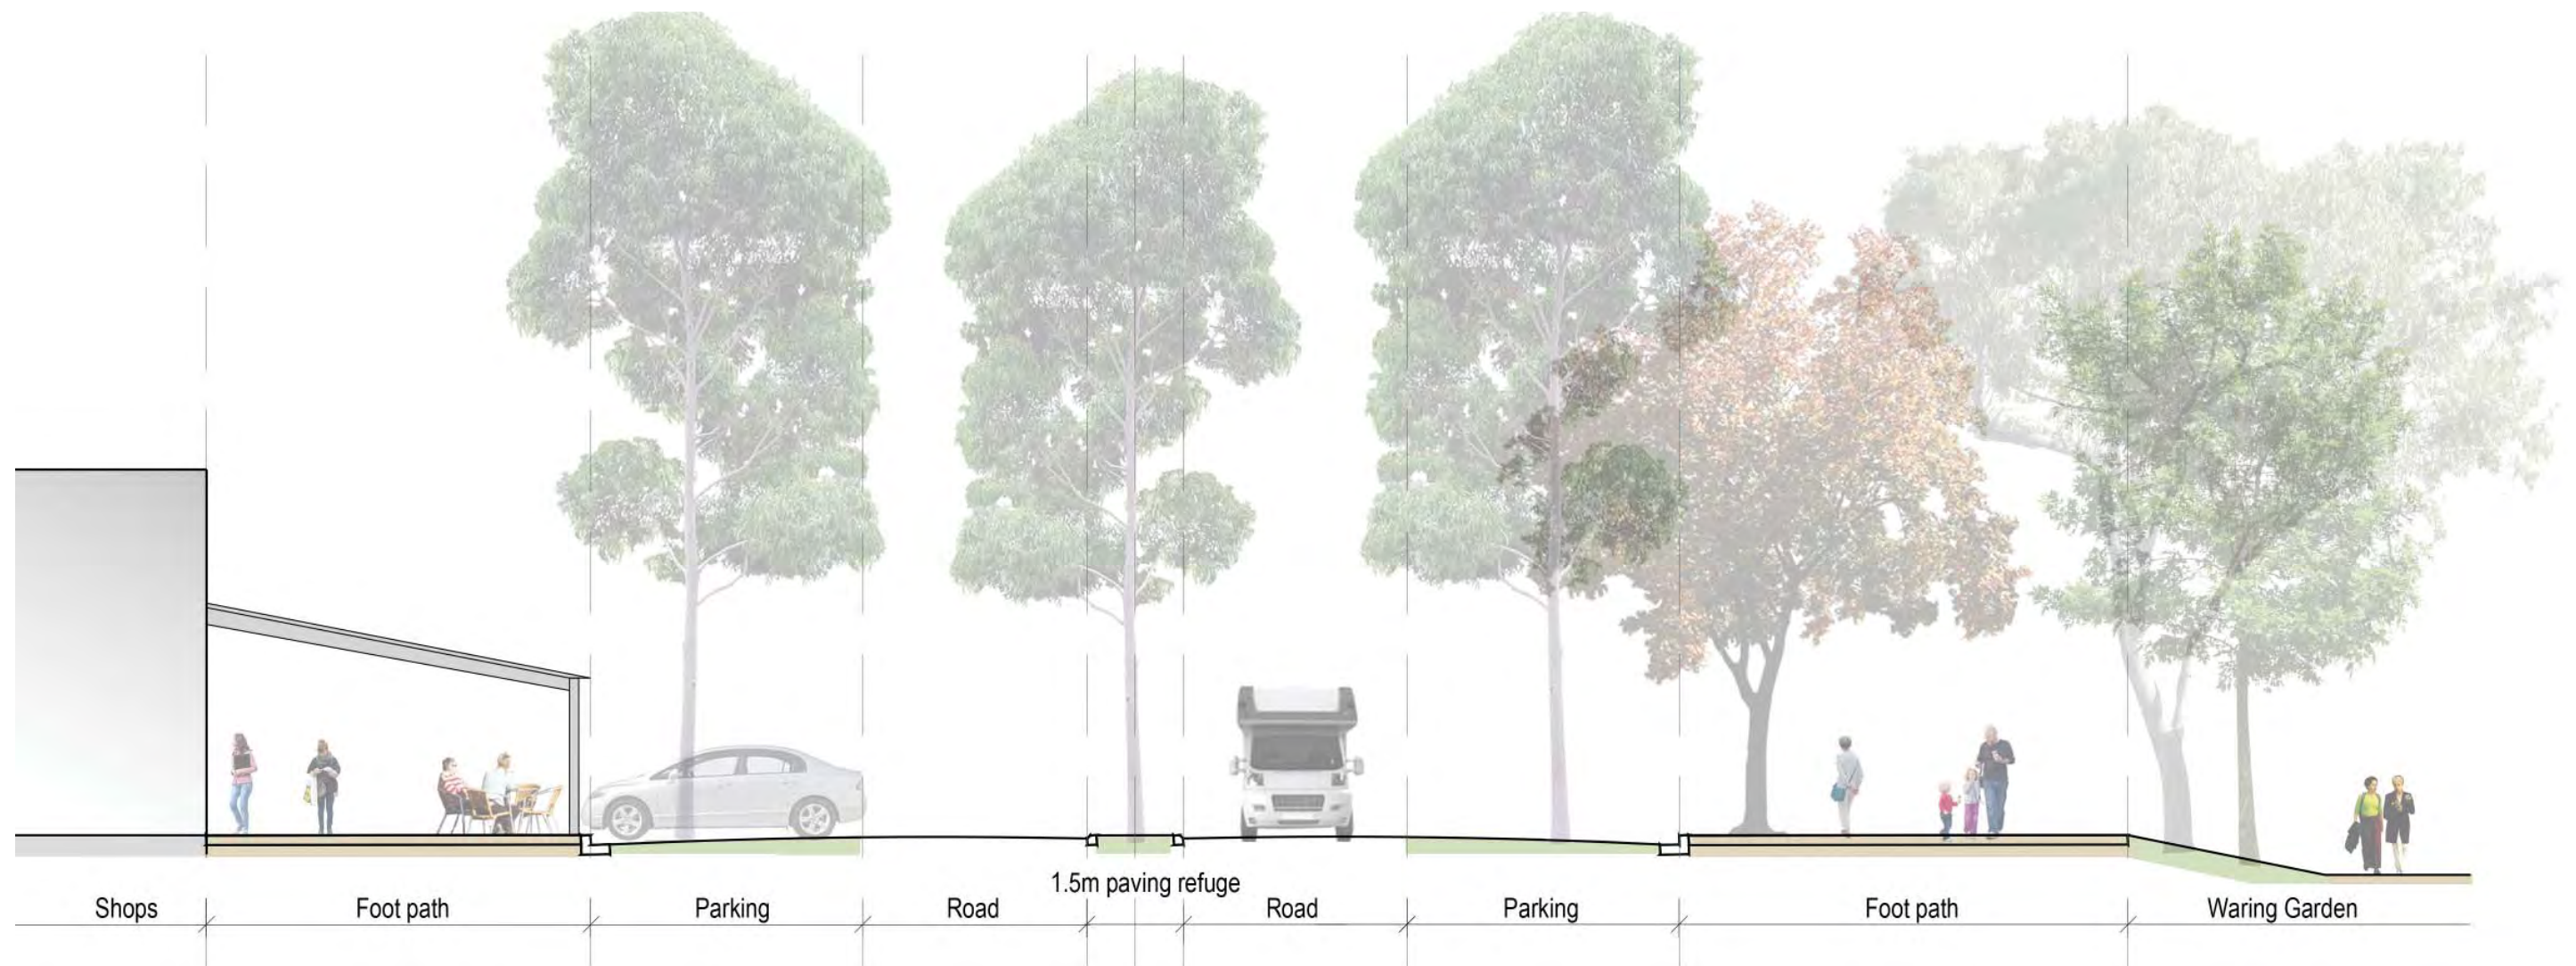 1.5m paving refuge
Shops
Foot path
Parking
Road
Road
Parking
Foot path
Waring Garden